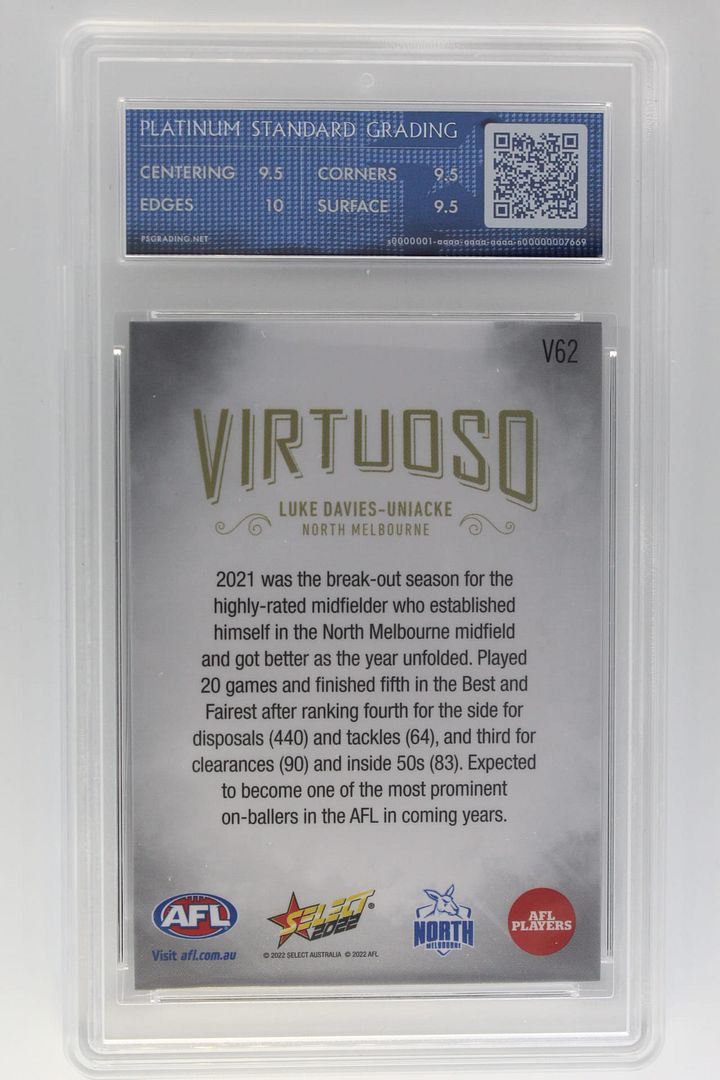 PLATINUM STANDARD GRADING
CENTERING 9.5 CORNERS 9.5
EDGES 10 SURFACE 9.5
PSGRADING.NET s0000001-aaaa-aaaa-aaaa-n00000007669
V62
VIRTUOSO
LUKE DAVIES-UNIACKE
NORTH MELBOURNE
2021 was the break-out season for the
highly-rated midfielder who established
himself in the North Melbourne midfield
and got better as the year unfolded. Played
20 games and finished fifth in the Best and
Fairest after ranking fourth for the side for
disposals (440) and tackles (64), and third for
clearances (90) and inside 50s (83). Expected
to become one of the most prominent
on-ballers in the AFL in coming years.
AFL
Visit afl.com.au
SELECT®
2022
© 2022 SELECT AUSTRALIA © 2022 AFL
NORTH
MELBOURNE
AFL
PLAYERS